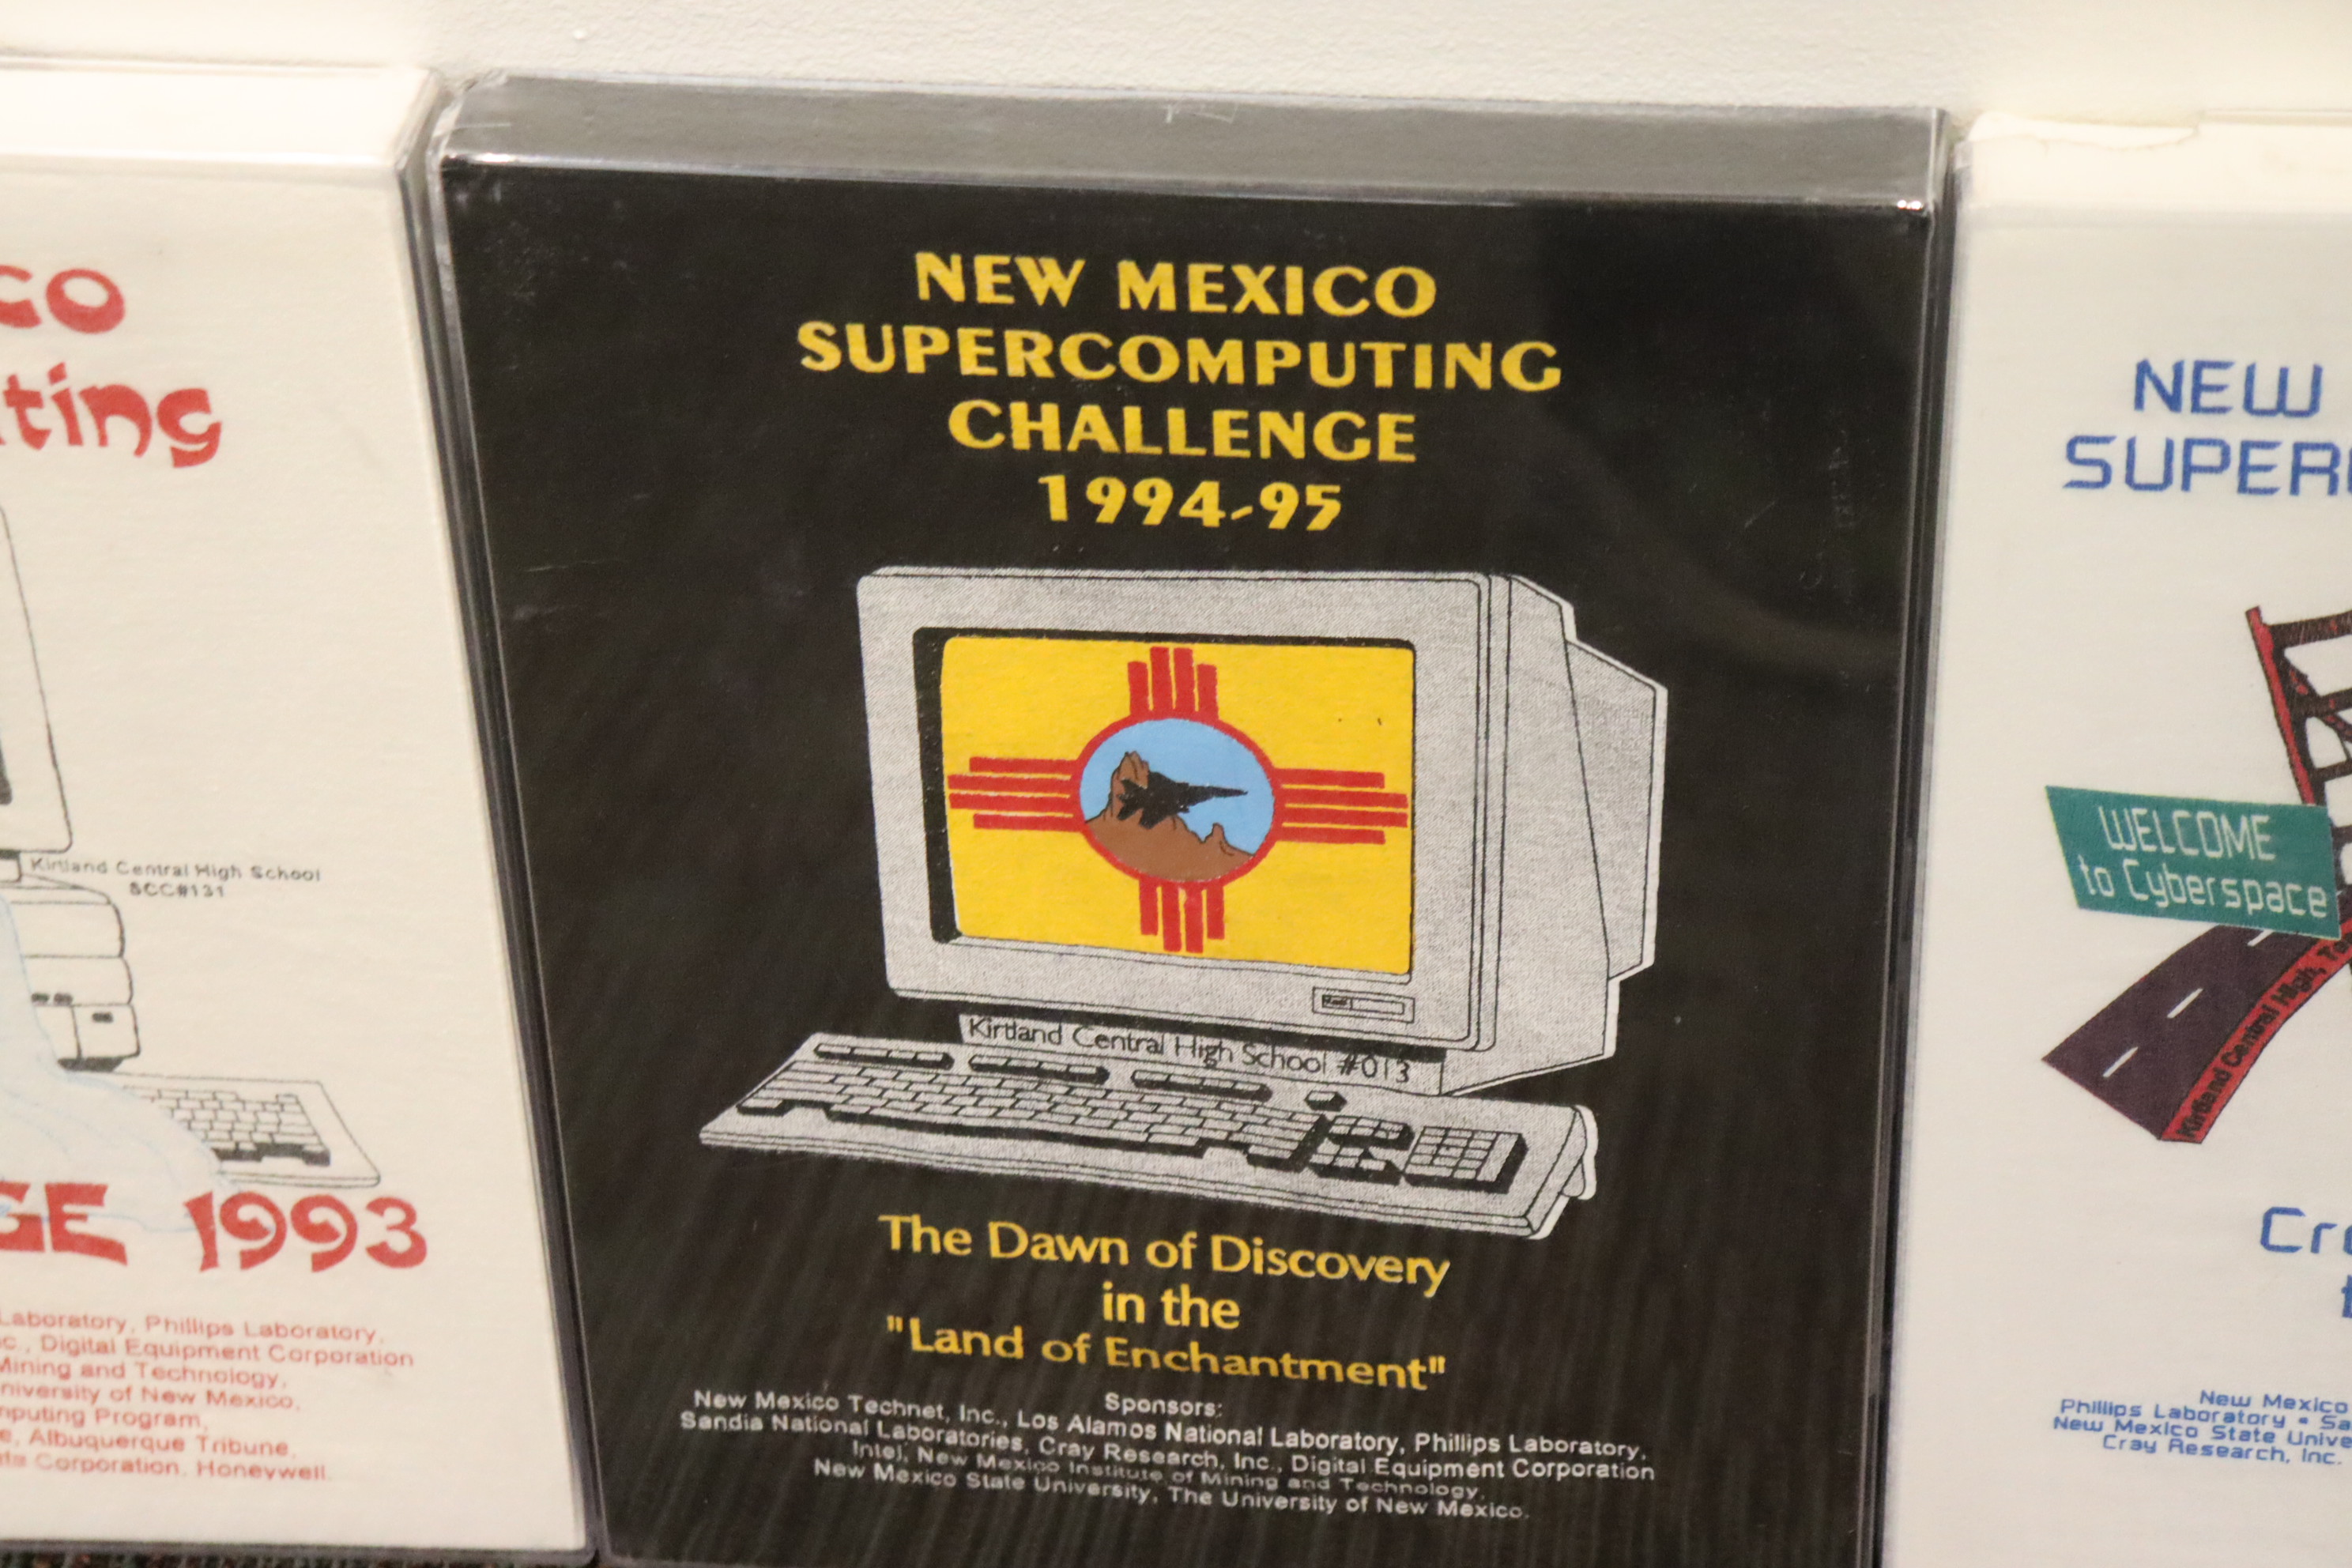 co
ting
Kirtland Central High School
SCC#131
GE 1993
Laboratory, Phillips Laboratory,
c., Digital Equipment Corporation
Mining and Technology,
niversity of New Mexico,
mputing Program,
e, Albuquerque Tribune,
Corporation, Honeywell.
NEW MEXICO
SUPERCOMPUTING
CHALLENGE
1994-95
Kirtland Central High School #013
The Dawn of Discovery
in the
"Land of Enchantment"
Sponsors:
New Mexico Technet, Inc., Los Alamos National Laboratory, Phillips Laboratory,
Sandia National Laboratories, Cray Research, Inc., Digital Equipment Corporation
Intel, New Mexico Institute of Mining and Technology,
New Mexico State University, The University of New Mexico.
NEW
SUPER
WELCOME
to Cyberspace
Kirtland Central High, Te
Cr
New Mexico
Phillips Laboratory • Sa
New Mexico State Unive
Cray Research, Inc.